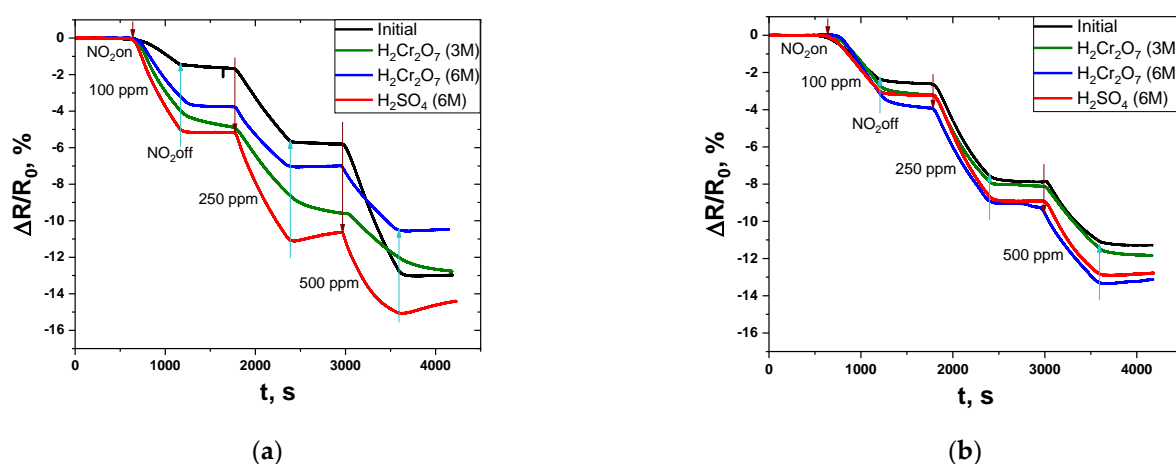 0
-2
-4
-6
-8
-10
-12
-14
-16
ΔR/R₀, %
0 1000 2000 3000 4000
t, s
NO₂on
100 ppm
NO₂off
250 ppm
500 ppm
Initial
H₂Cr₂O₇ (3M)
H₂Cr₂O₇ (6M)
H₂SO₄ (6M)
(a)
0
-2
-4
-6
-8
-10
-12
-14
-16
ΔR/R₀, %
0 1000 2000 3000 4000
t, s
NO₂on
100 ppm
NO₂off
250 ppm
500 ppm
Initial
H₂Cr₂O₇ (3M
H₂Cr₂O₇ (6M
H₂SO₄ (6M)
(b)